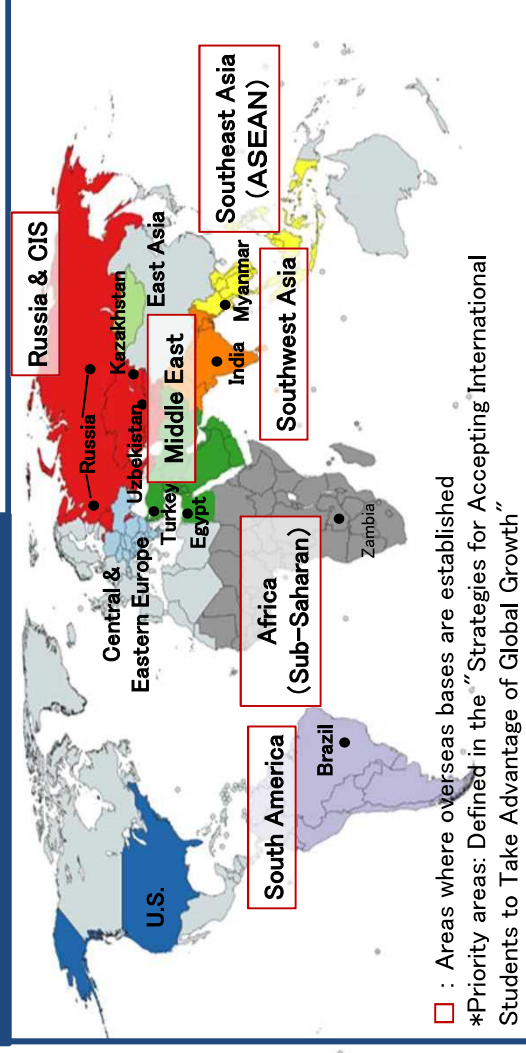 Russia & CIS
Southeast Asia
(ASEAN)
Russia
Kazakhstan
East Asia
Uzbekistan
Middle East
Myanmar
Central &
Eastern Europe
Turkey
Egypt
India
Southwest Asia
U.S.
Africa
(Sub-Saharan)
Zambia
South America
Brazil
: Areas where overseas bases are established
*Priority areas: Defined in the "Strategies for Accepting International
Students to Take Advantage of Global Growth"